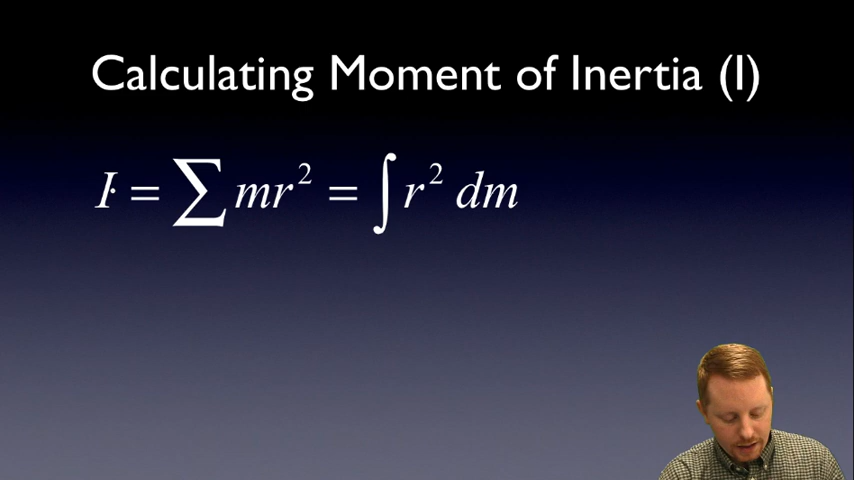 Calculating Moment of Inertia (I)
I = ∑ mr² = ∫ r² dm